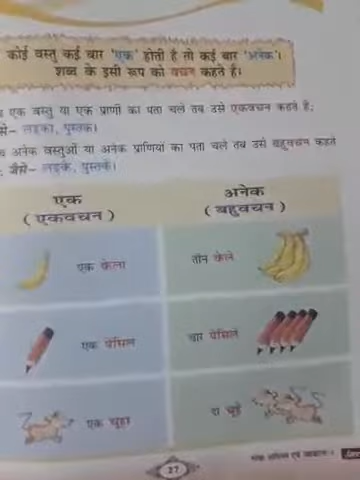 कोई वस्तु कई बार 'एक' होती है तो कई बार 'अनेक'।
शब्द के इसी रूप को वचन कहते हैं।
एक वस्तु या एक प्राणी का पता चले तब उसे एकवचन कहते हैं;
जैसे– लड़का, पुस्तक।
अनेक वस्तुओं या अनेक प्राणियों का पता चले तब उसे बहुवचन कहते
जैसे– लड़के, पुस्तकें।
एक अनेक
(एकवचन) (बहुवचन)
एक केला तीन केले
एक पेंसिल चार पेंसिलें
एक चूहा दो चूहे
37